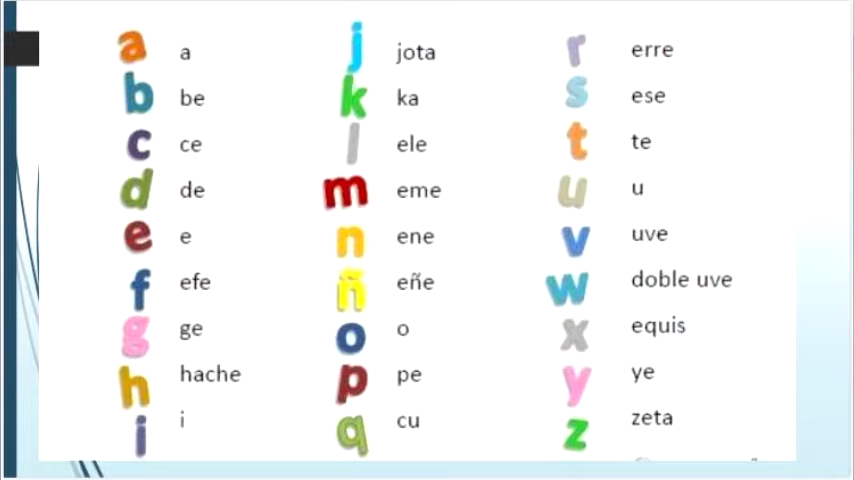 a a
b be
c ce
d de
e e
f efe
g ge
h hache
i i
j jota
k ka
l ele
m eme
n ene
ñ eñe
o o
p pe
q cu
r erre
s ese
t te
u u
v uve
w doble uve
x equis
y ye
z zeta